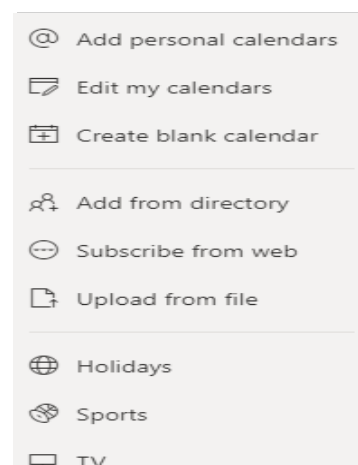 Add personal calendars
Edit my calendars
Create blank calendar
Add from directory
Subscribe from web
Upload from file
Holidays
Sports
TV